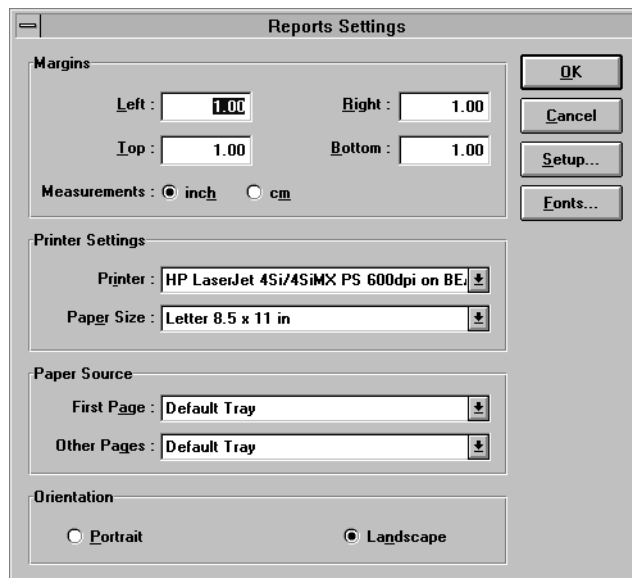 Reports Settings
Margins
Left : 1.00 Right : 1.00
Top : 1.00 Bottom : 1.00
Measurements : inch cm
Printer Settings
Printer : HP LaserJet 4Si/4SiMX PS 600dpi on BE
Paper Size : Letter 8.5 x 11 in
Paper Source
First Page : Default Tray
Other Pages : Default Tray
Orientation
Portrait Landscape
OK
Cancel
Setup...
Fonts...